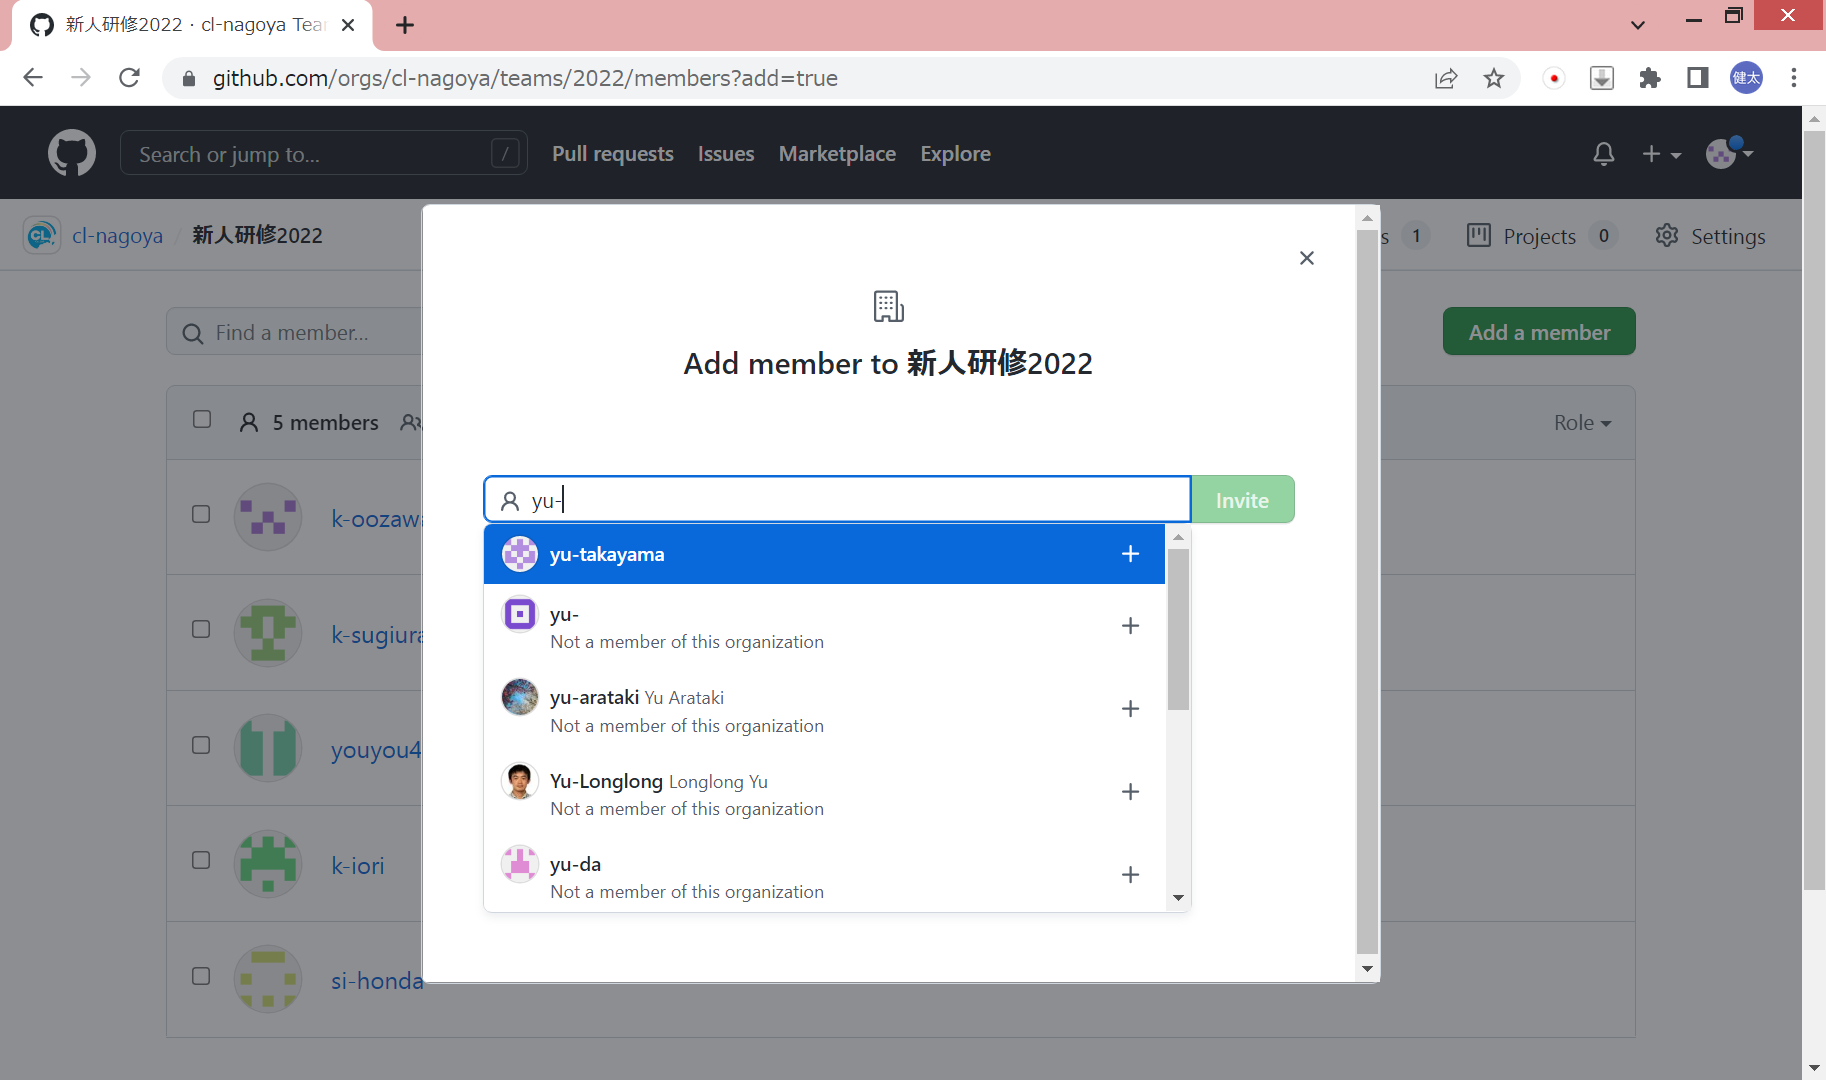 新人研修2022 · cl-nagoya Tea
github.com/orgs/cl-nagoya/teams/2022/members?add=true
健太
Search or jump to... /
Pull requests Issues Marketplace Explore
CL
cl-nagoya / 新人研修2022
s 1 Projects 0 Settings
Find a member...
Add a member
5 members
Role
k-oozawa
k-sugiura
youyou4
k-iori
si-honda
Add member to 新人研修2022
yu-
Invite
yu-takayama
yu-
Not a member of this organization
yu-arataki Yu Arataki
Not a member of this organization
Yu-Longlong Longlong Yu
Not a member of this organization
yu-da
Not a member of this organization